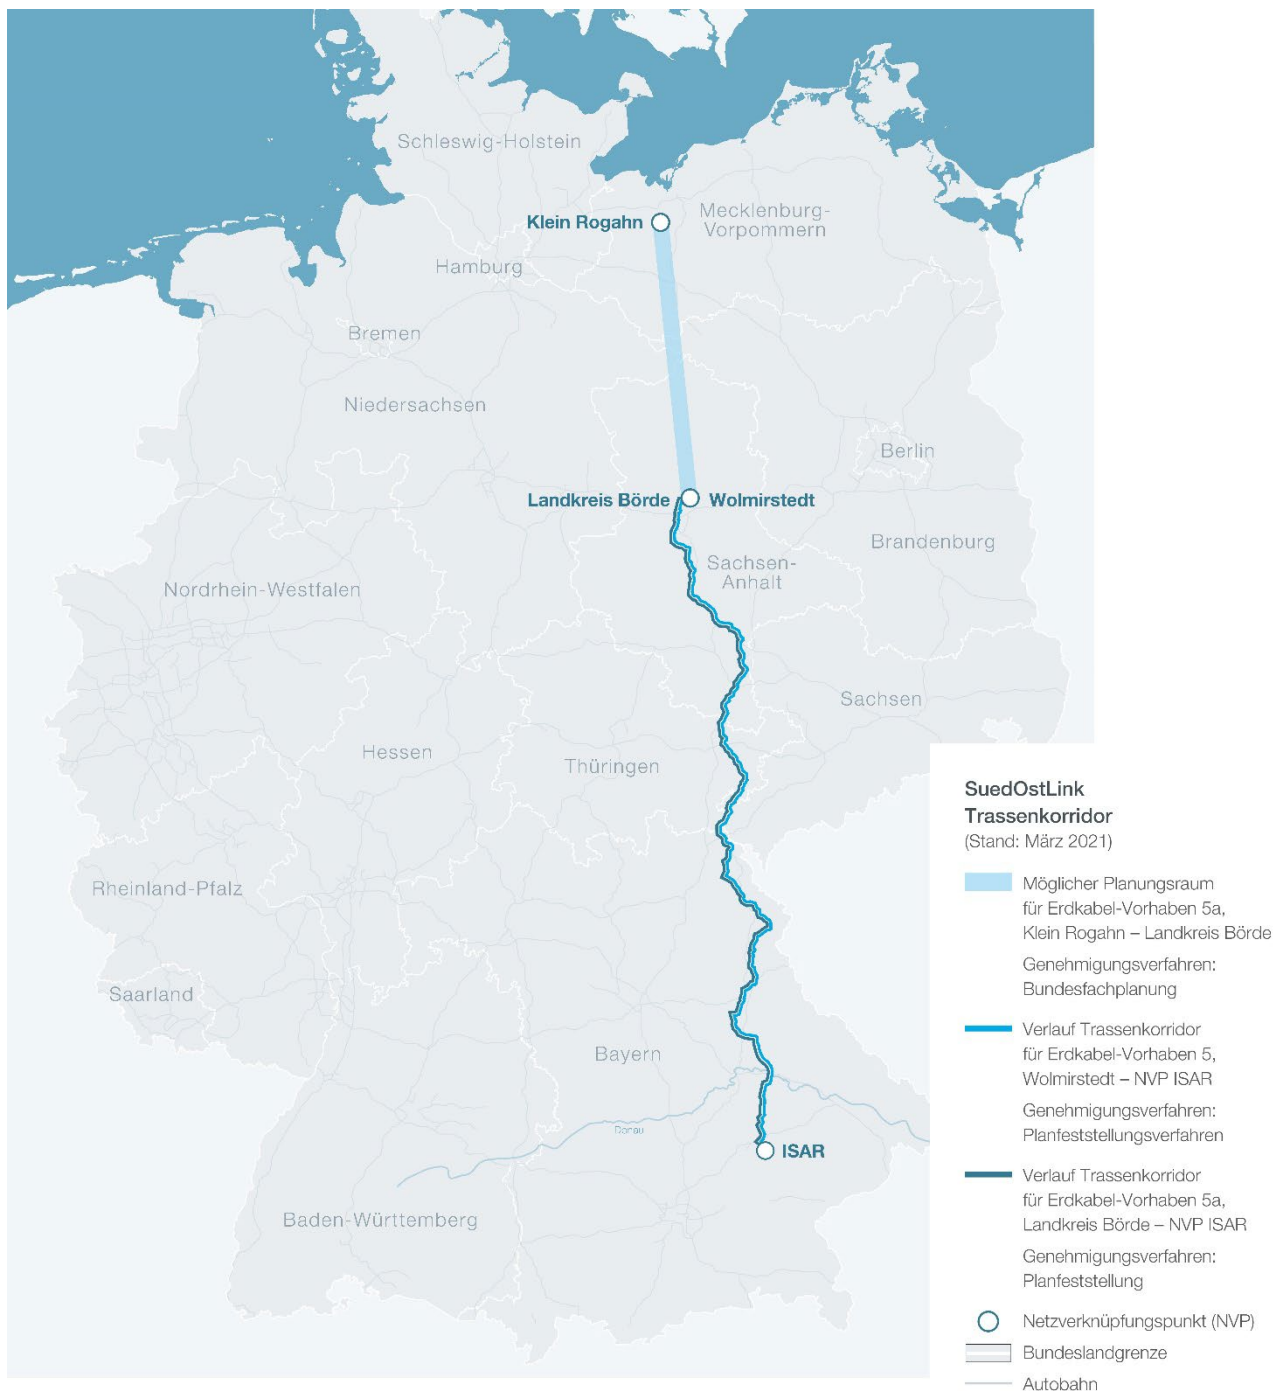 Schleswig-Holstein
Klein Rogahn
Mecklenburg-
Vorpommern
Hamburg
Bremen
Niedersachsen
Berlin
Landkreis Börde
Wolmirstedt
Brandenburg
Sachsen-
Anhalt
Nordrhein-Westfalen
Sachsen
Hessen
Thüringen
Rheinland-Pfalz
Saarland
Bayern
Donau
ISAR
Baden-Württemberg
SuedOstLink
Trassenkorridor
(Stand: März 2021)
Möglicher Planungsraum
für Erdkabel-Vorhaben 5a,
Klein Rogahn – Landkreis Börde
Genehmigungsverfahren:
Bundesfachplanung
Verlauf Trassenkorridor
für Erdkabel-Vorhaben 5,
Wolmirstedt – NVP ISAR
Genehmigungsverfahren:
Planfeststellungsverfahren
Verlauf Trassenkorridor
für Erdkabel-Vorhaben 5a,
Landkreis Börde – NVP ISAR
Genehmigungsverfahren:
Planfeststellung
Netzverknüpfungspunkt (NVP)
Bundeslandgrenze
Autobahn